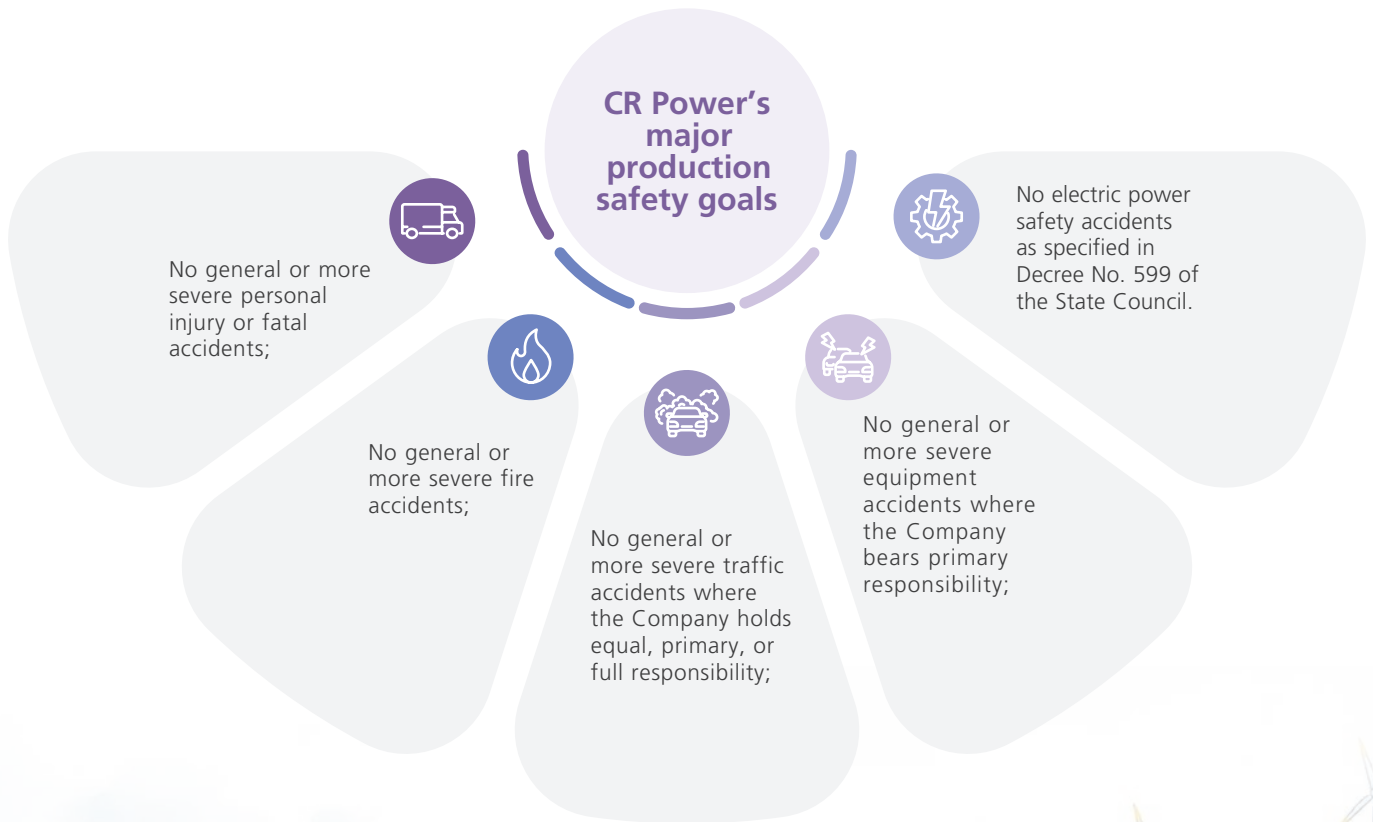 CR Power’s
major
production
safety goals
No general or more
severe personal
injury or fatal
accidents;
No general or
more severe fire
accidents;
No general or
more severe traffic
accidents where
the Company holds
equal, primary, or
full responsibility;
No general or
more severe
equipment
accidents where
the Company
bears primary
responsibility;
No electric power
safety accidents
as specified in
Decree No. 599 of
the State Council.